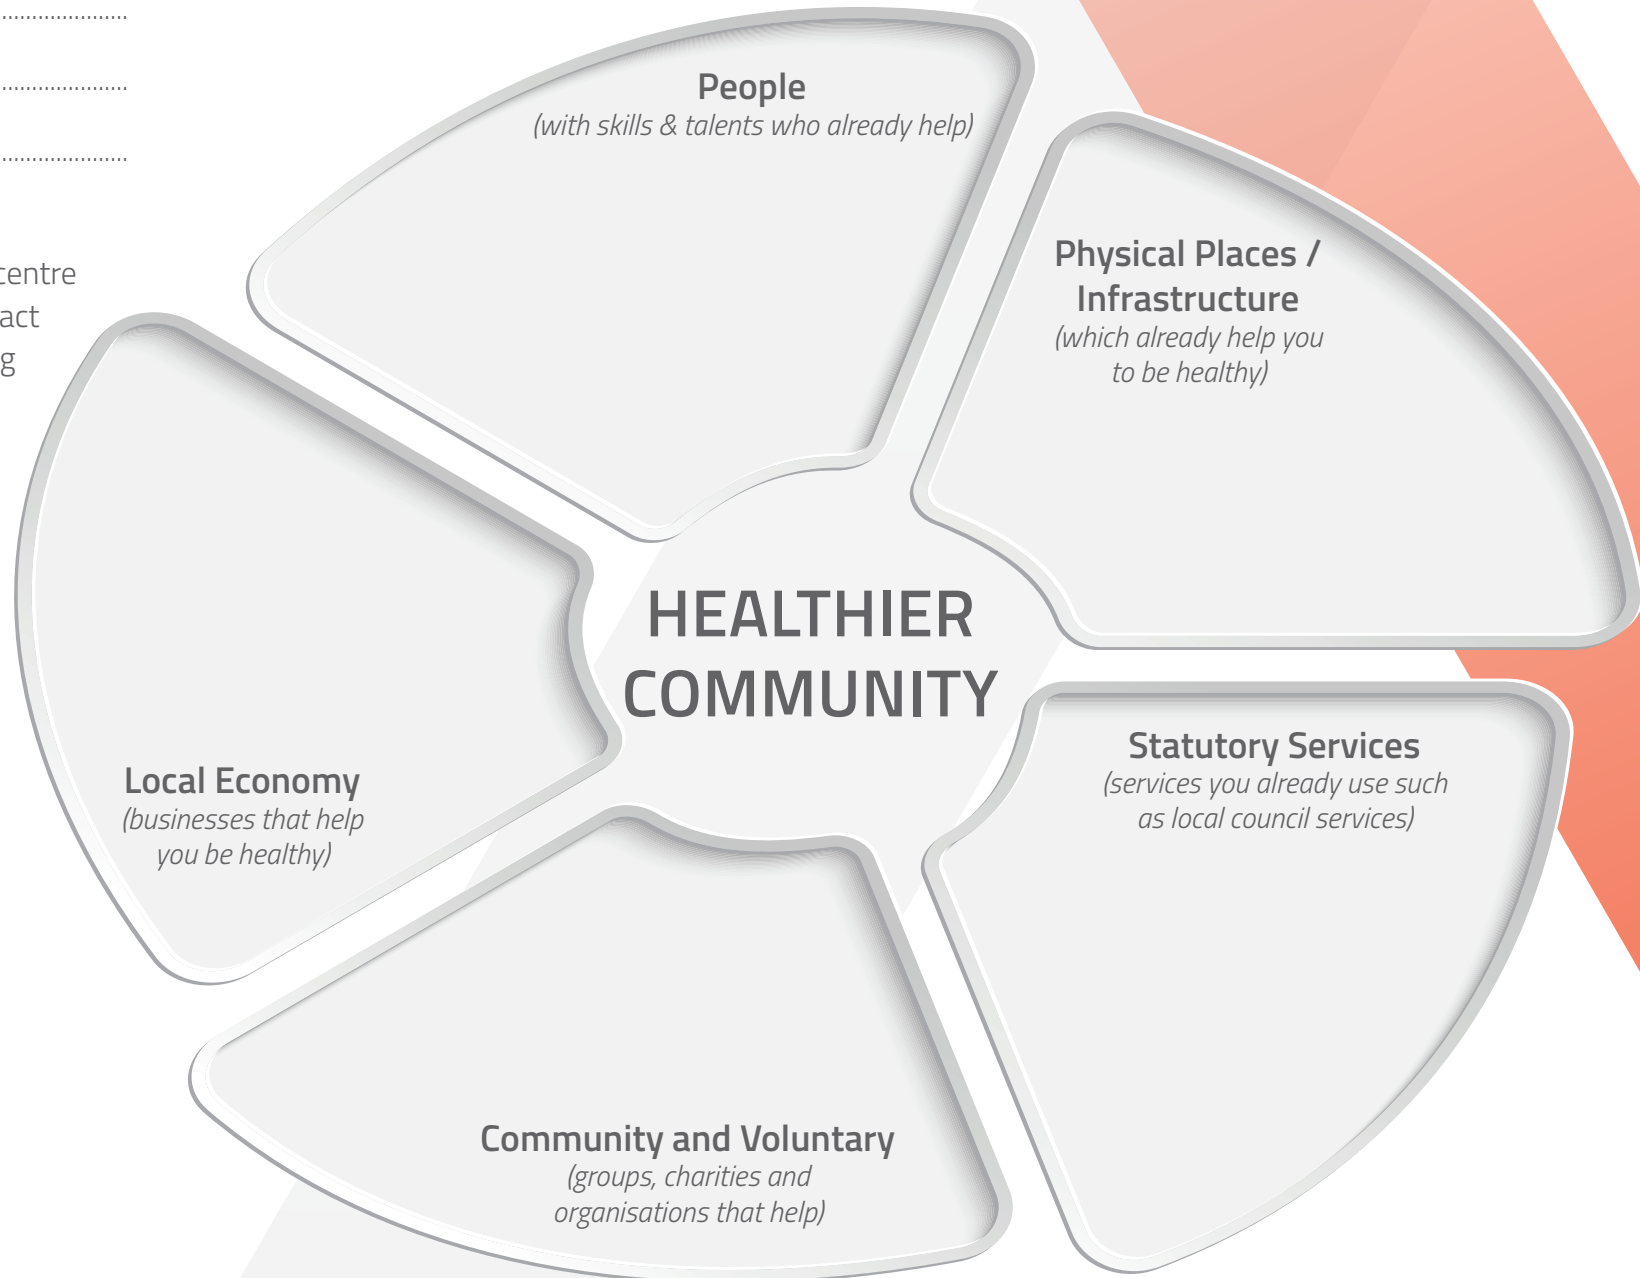 centre
act
g
People
(with skills & talents who already help)
Physical Places /
Infrastructure
(which already help you
to be healthy)
HEALTHIER
COMMUNITY
Statutory Services
(services you already use such
as local council services)
Local Economy
(businesses that help
you be healthy)
Community and Voluntary
(groups, charities and
organisations that help)